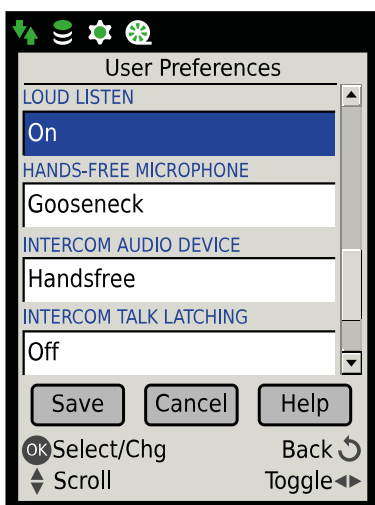 User Preferences
LOUD LISTEN
On
HANDS-FREE MICROPHONE
Gooseneck
INTERCOM AUDIO DEVICE
Handsfree
INTERCOM TALK LATCHING
Off
Save Cancel Help
OK Select/Chg Back
Scroll Toggle